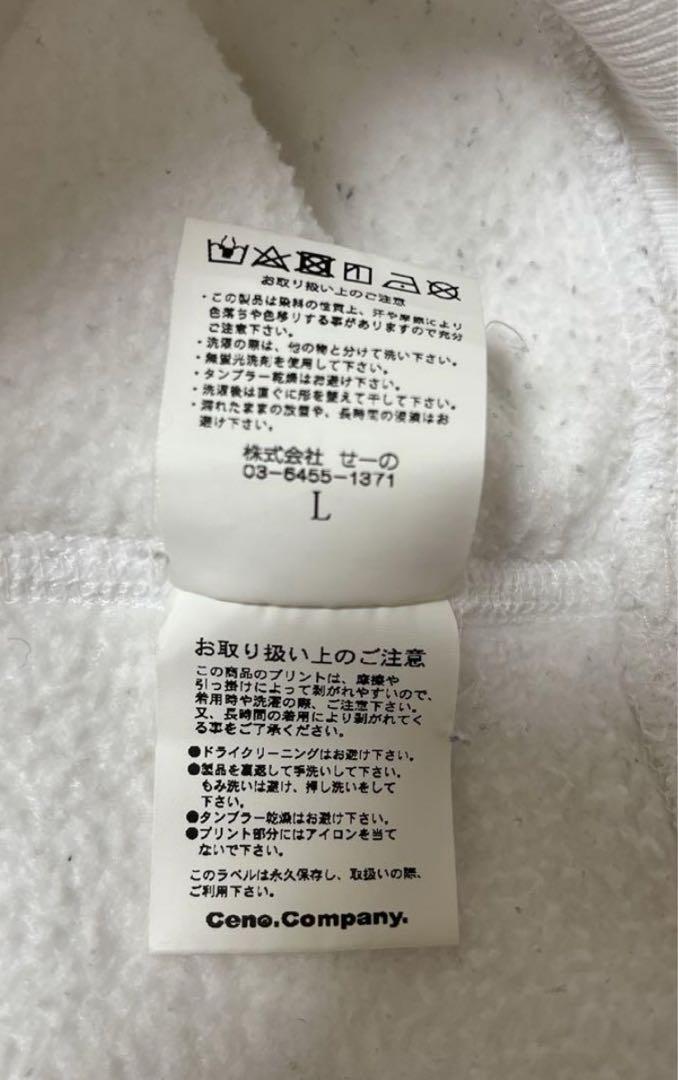 お取り扱い上のご注意
・この製品は染料の性質上、汗や摩擦により
色落ちや色移りする事がありますので充分
ご注意下さい。
・洗濯の際は、他の物と分けて洗い下さい。
・無蛍光洗剤を使用して下さい。
・タンブラー乾燥はお避け下さい。
・洗濯後は直ぐに形を整えて干して下さい。
・濡れたままの放置や、長時間の浸漬はお
避け下さい。
株式会社 せーの
03-6455-1371
L
お取り扱い上のご注意
この商品のプリントは、摩擦や
引っ掛けによって剥がれやすいので、
着用時や洗濯の際、ご注意下さい。
又、長時間の着用により剥がれてく
る事をご了承ください。
●ドライクリーニングはお避け下さい。
●製品を裏返して手洗いして下さい。
もみ洗いは避け、押し洗いをして
下さい。
●タンブラー乾燥はお避け下さい。
●プリント部分にはアイロンを当て
ないで下さい。
このラベルは永久保存し、取扱いの際、
ご利用下さい。
Ceno.Company.